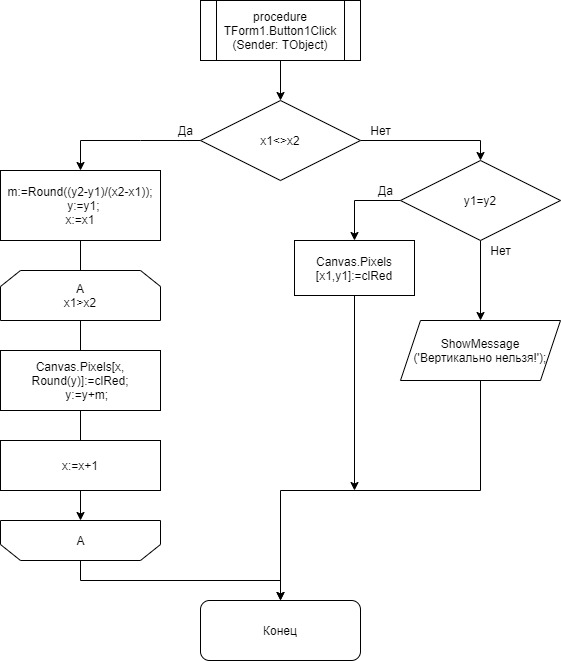 procedure
TForm1.Button1Click
(Sender: TObject)
x1<>x2
Да
Нет
m:=Round((y2-y1)/(x2-x1));
y:=y1;
x:=x1
A
x1>x2
Canvas.Pixels[x,
Round(y)]:=clRed;
y:=y+m;
x:=x+1
A
y1=y2
Да
Нет
Canvas.Pixels
[x1,y1]:=clRed
ShowMessage
('Вертикально нельзя!');
Конец